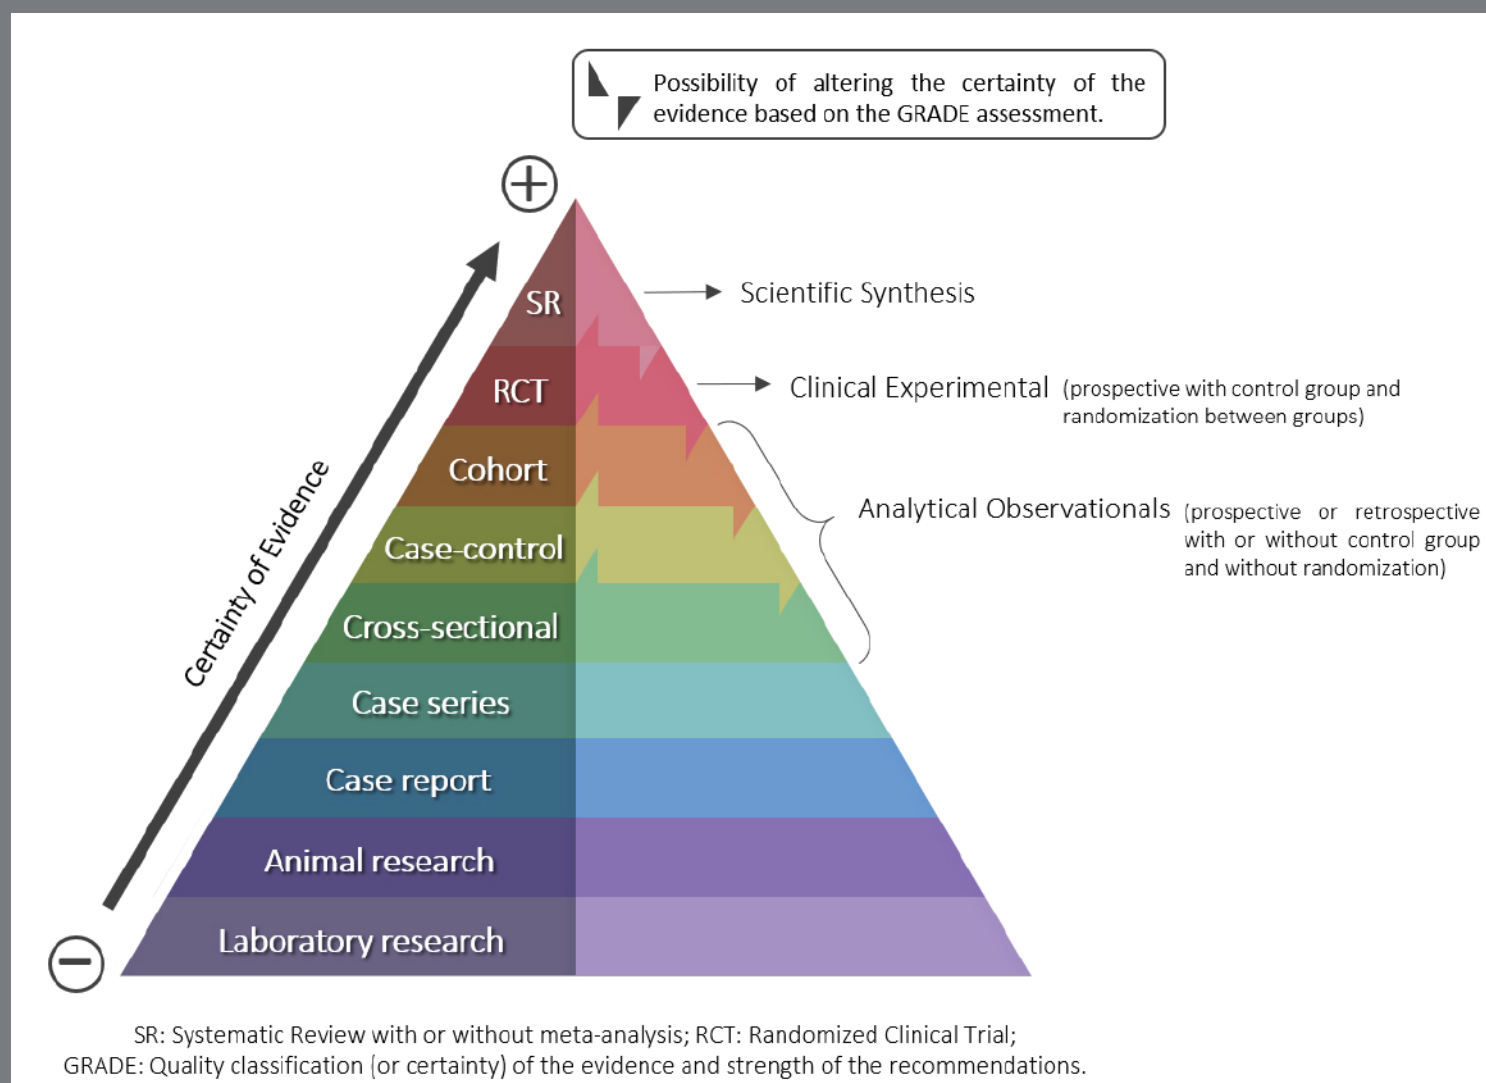 Possibility of altering the certainty of the
evidence based on the GRADE assessment.
SR
Scientific Synthesis
RCT
Clinical Experimental (prospective with control group and
randomization between groups)
Cohort
Certainty of Evidence
Analytical Observationals (prospective or retrospective
with or without control group
and without randomization)
Case-control
Cross-sectional
Case series
Case report
Animal research
Laboratory research
SR: Systematic Review with or without meta-analysis; RCT: Randomized Clinical Trial;
GRADE: Quality classification (or certainty) of the evidence and strength of the recommendations.